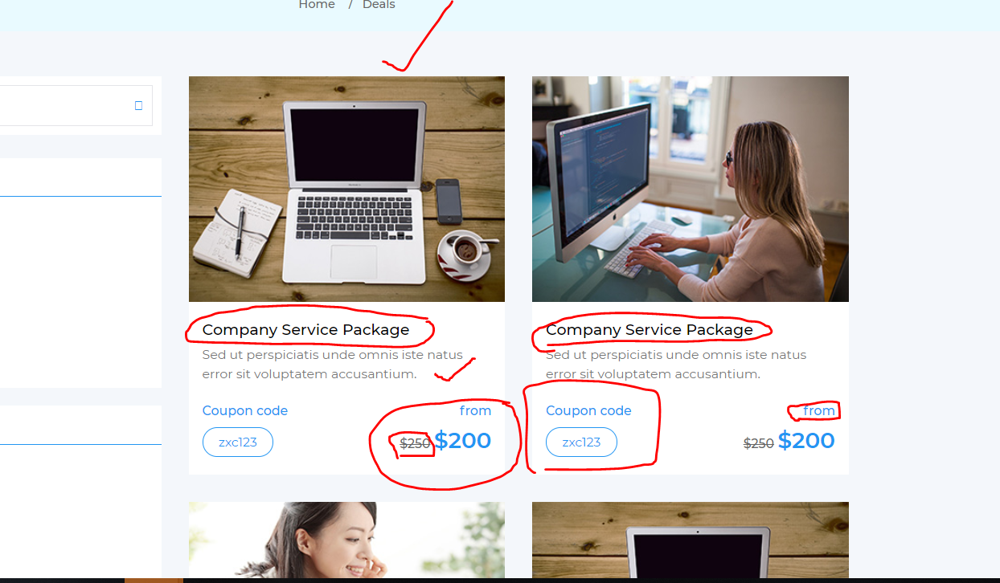 Home / Deals
Company Service Package
Sed ut perspiciatis unde omnis iste natus
error sit voluptatem accusantium.
Coupon code
from
zxc123
$250 $200
Company Service Package
Sed ut perspiciatis unde omnis iste natus
error sit voluptatem accusantium.
Coupon code
from
zxc123
$250 $200